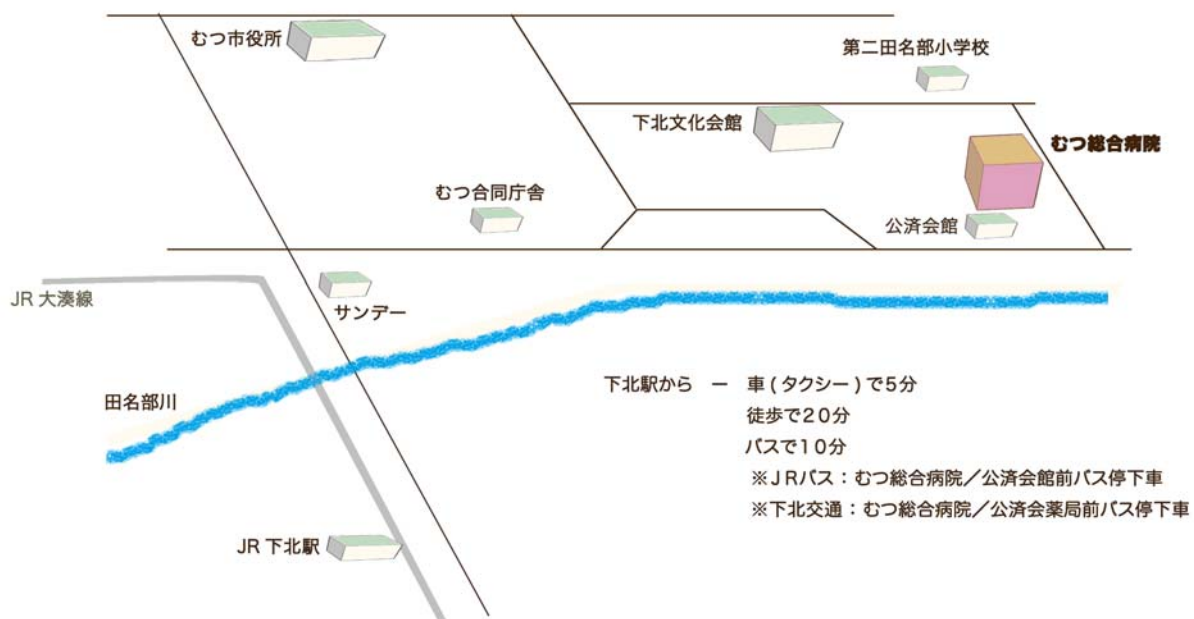 むつ市役所
第二田名部小学校
下北文化会館
むつ総合病院
むつ合同庁舎
公済会館
JR 大湊線
サンデー
田名部川
下北駅から ー 車(タクシー)で5分
徒歩で20分
バスで10分
※JRバス:むつ総合病院/公済会館前バス停下車
※下北交通:むつ総合病院/公済会薬局前バス停下車
JR 下北駅